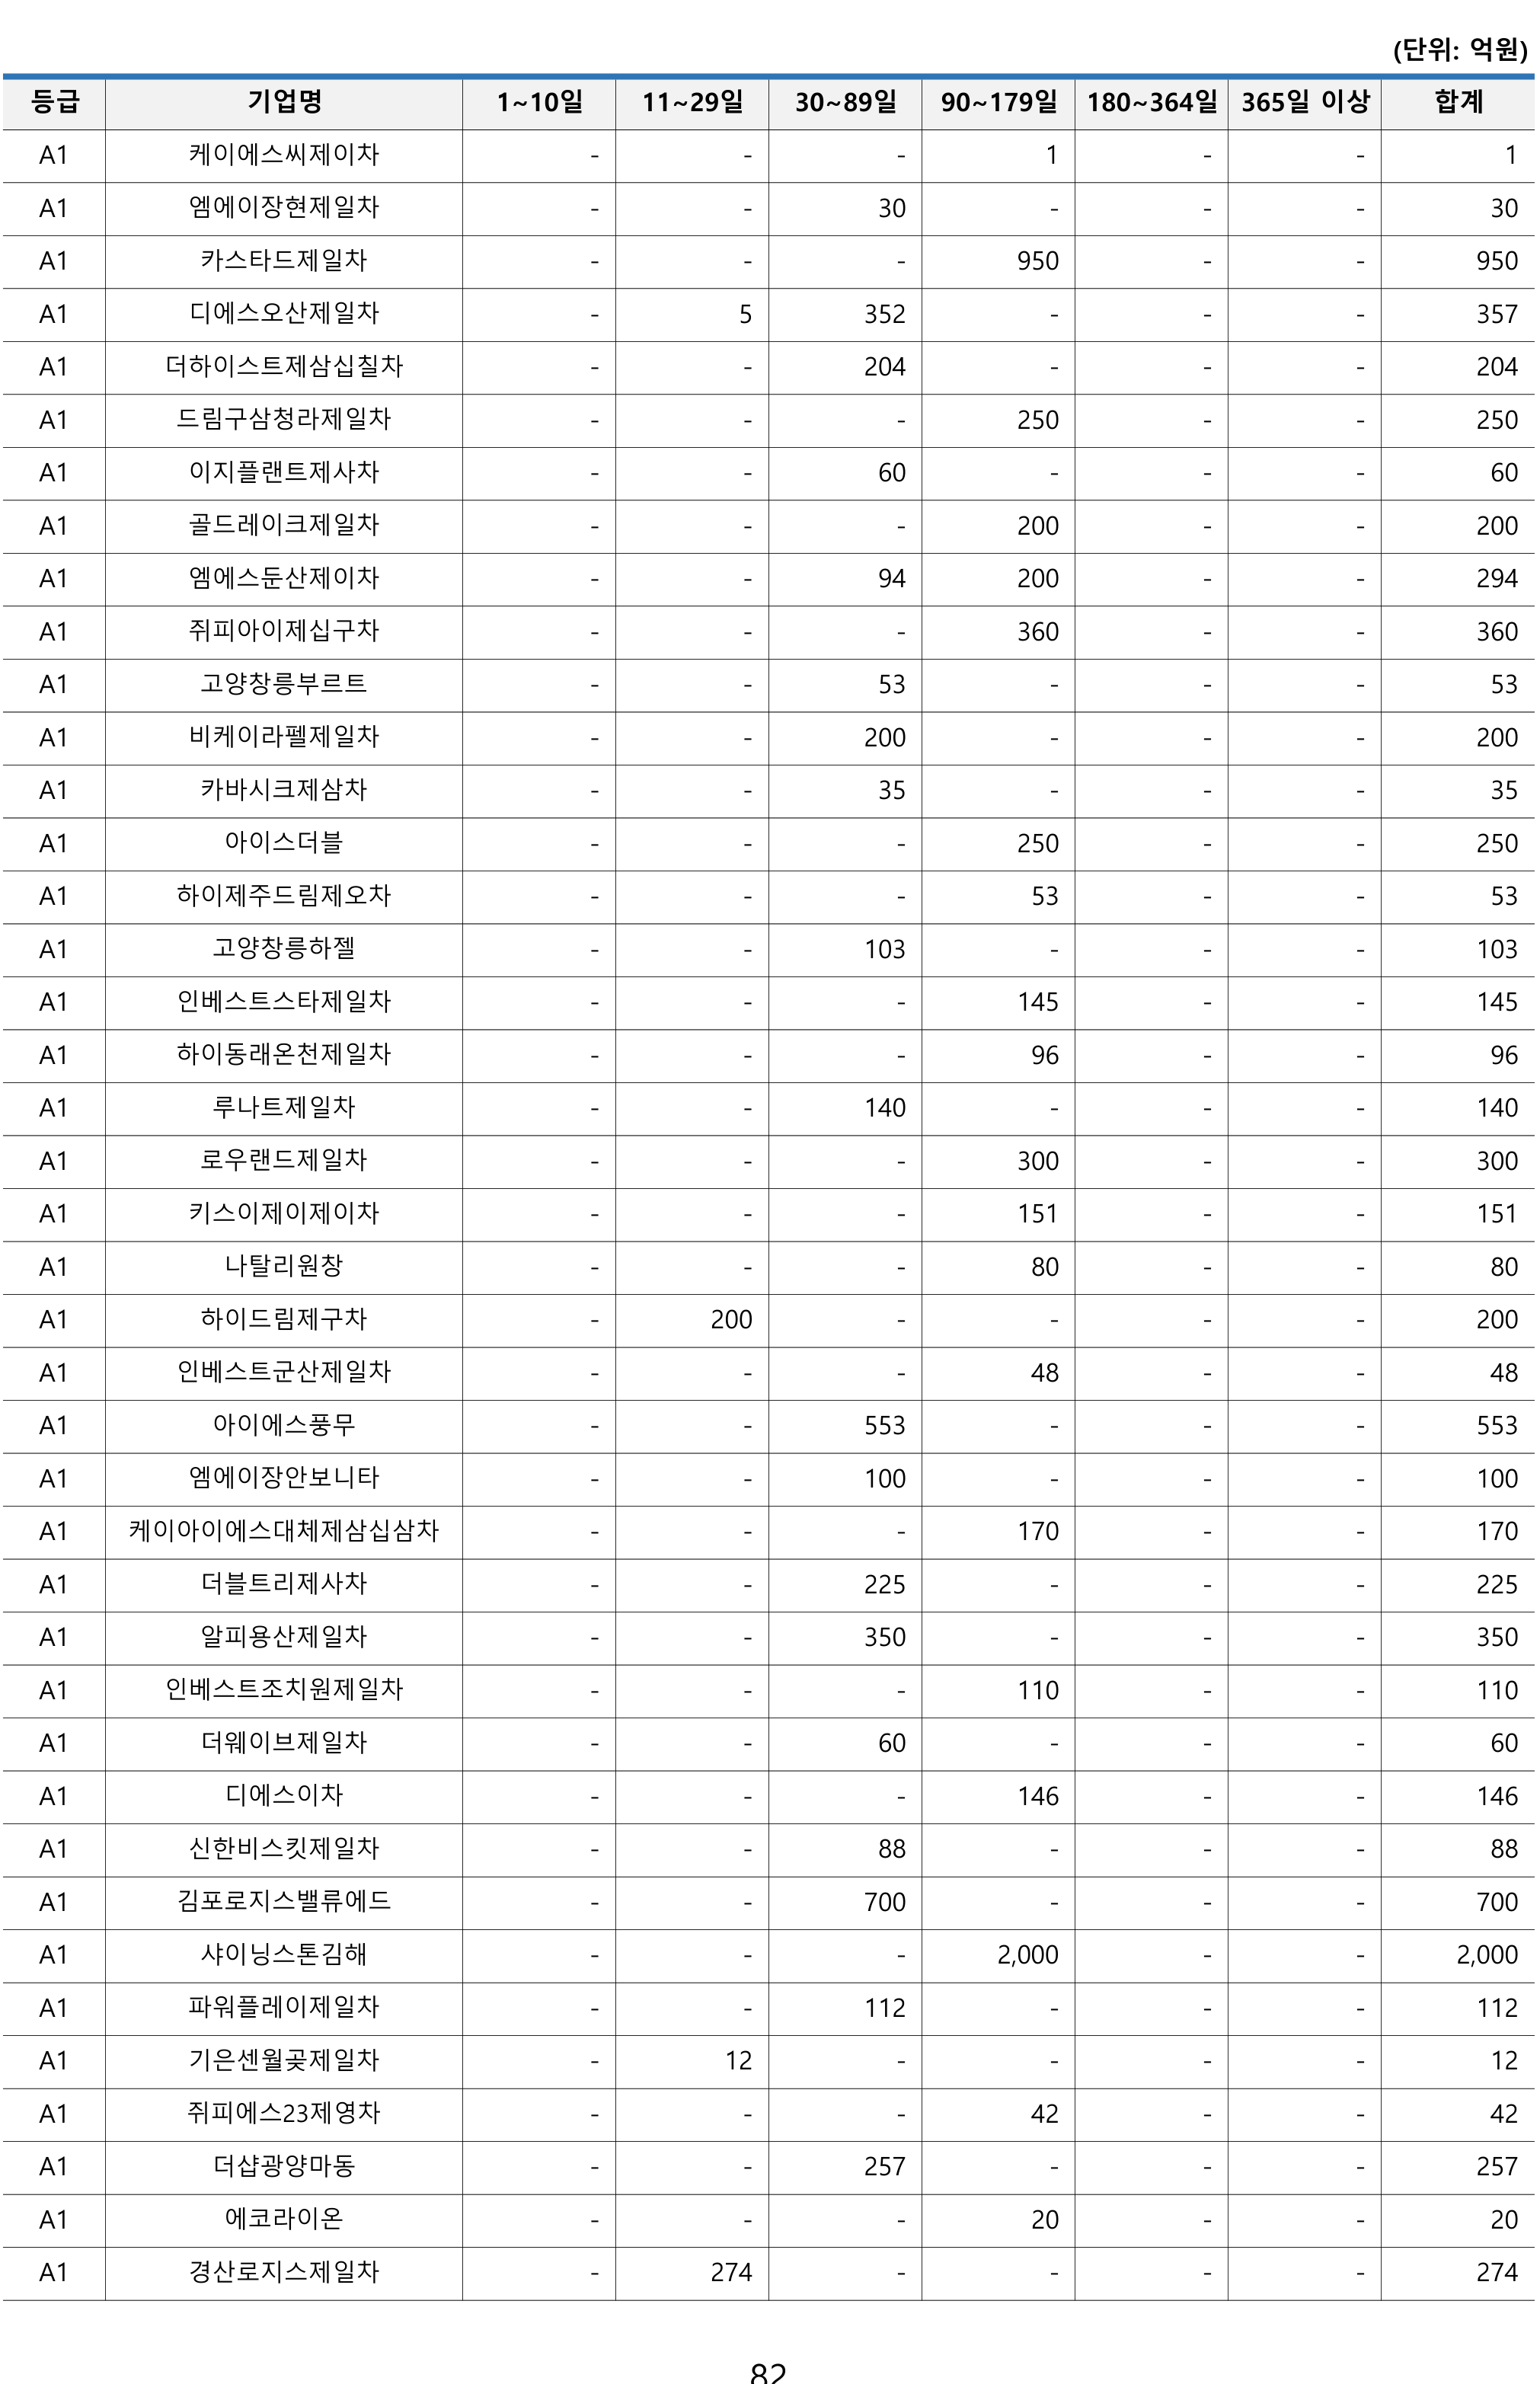 (단위: 억원)
등급 기업명 1~10일 11~29일 30~89일 90~179일 180~364일 365일 이상 합계
A1 케이에스씨제이차 - - - 1 - - 1
A1 엠에이장현제일차 - - 30 - - - 30
A1 카스타드제일차 - - - 950 - - 950
A1 디에스오산제일차 - 5 352 - - - 357
A1 더하이스트제삼십칠차 - - 204 - - - 204
A1 드림구삼청라제일차 - - - 250 - - 250
A1 이지플랜트제사차 - - 60 - - - 60
A1 골드레이크제일차 - - - 200 - - 200
A1 엠에스둔산제이차 - - 94 200 - - 294
A1 쥐피아이제십구차 - - - 360 - - 360
A1 고양창릉부르트 - - 53 - - - 53
A1 비케이라펠제일차 - - 200 - - - 200
A1 카바시크제삼차 - - 35 - - - 35
A1 아이스더블 - - - 250 - - 250
A1 하이제주드림제오차 - - - 53 - - 53
A1 고양창릉하젤 - - 103 - - - 103
A1 인베스트스타제일차 - - - 145 - - 145
A1 하이동래온천제일차 - - - 96 - - 96
A1 루나트제일차 - - 140 - - - 140
A1 로우랜드제일차 - - - 300 - - 300
A1 키스이제이제이차 - - - 151 - - 151
A1 나탈리원창 - - - 80 - - 80
A1 하이드림제구차 - 200 - - - - 200
A1 인베스트군산제일차 - - - 48 - - 48
A1 아이에스풍무 - - 553 - - - 553
A1 엠에이장안보니타 - - 100 - - - 100
A1 케이아이에스대체제삼십삼차 - - - 170 - - 170
A1 더블트리제사차 - - 225 - - - 225
A1 알피용산제일차 - - 350 - - - 350
A1 인베스트조치원제일차 - - - 110 - - 110
A1 더웨이브제일차 - - 60 - - - 60
A1 디에스이차 - - - 146 - - 146
A1 신한비스킷제일차 - - 88 - - - 88
A1 김포로지스밸류에드 - - 700 - - - 700
A1 샤이닝스톤김해 - - - 2,000 - - 2,000
A1 파워플레이제일차 - - 112 - - - 112
A1 기은센월곶제일차 - 12 - - - - 12
A1 쥐피에스23제영차 - - - 42 - - 42
A1 더샵광양마동 - - 257 - - - 257
A1 에코라이온 - - - 20 - - 20
A1 경산로지스제일차 - 274 - - - - 274
82